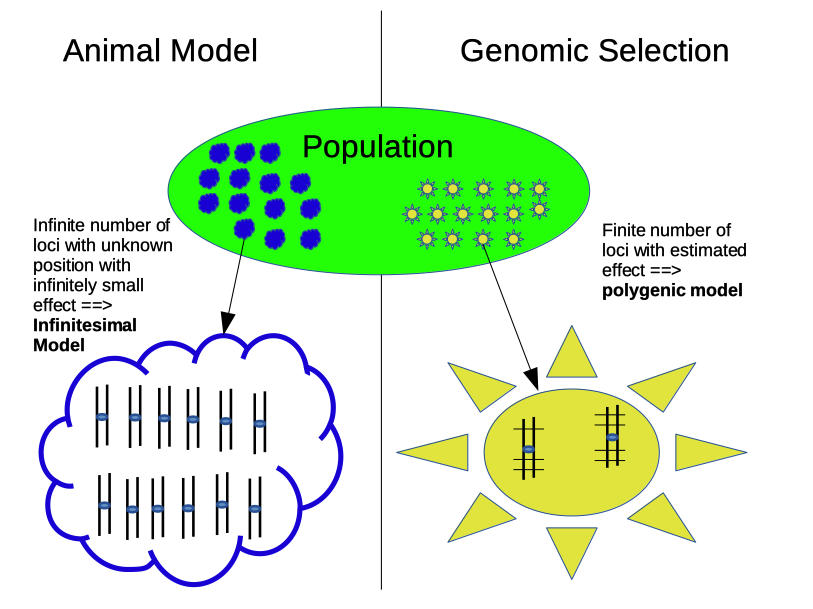 Animal Model
Genomic Selection
Population
Infinite number of
loci with unknown
position with
infinitely small
effect ==>
Infinitesimal
Model
Finite number of
loci with estimated
effect ==>
polygenic model